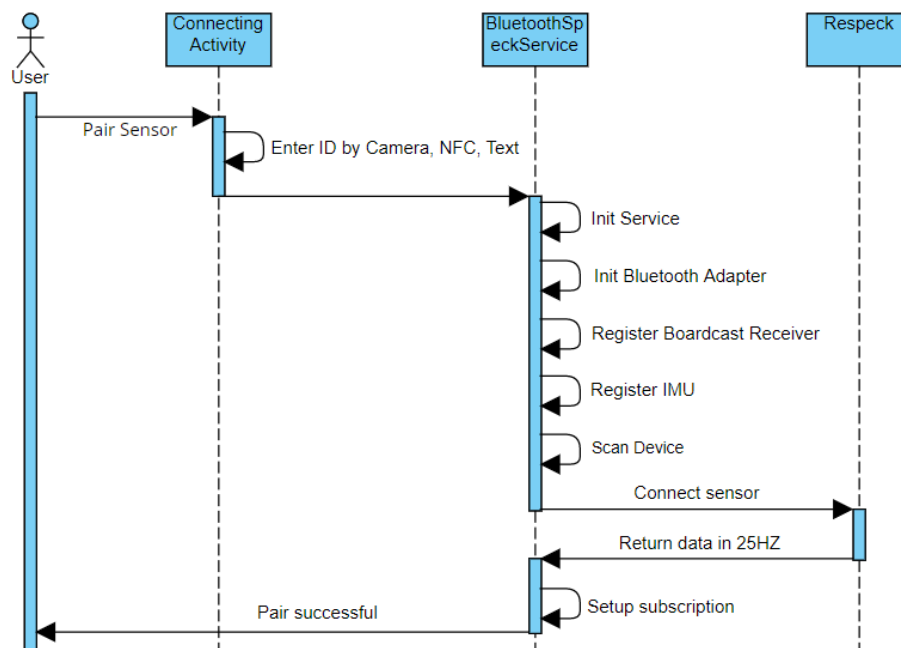 Connecting
Activity
BluetoothSp
eckService
Respeck
User
Pair Sensor
Enter ID by Camera, NFC, Text
Init Service
Init Bluetooth Adapter
Register Boardcast Receiver
Register IMU
Scan Device
Connect sensor
Return data in 25HZ
Setup subscription
Pair successful